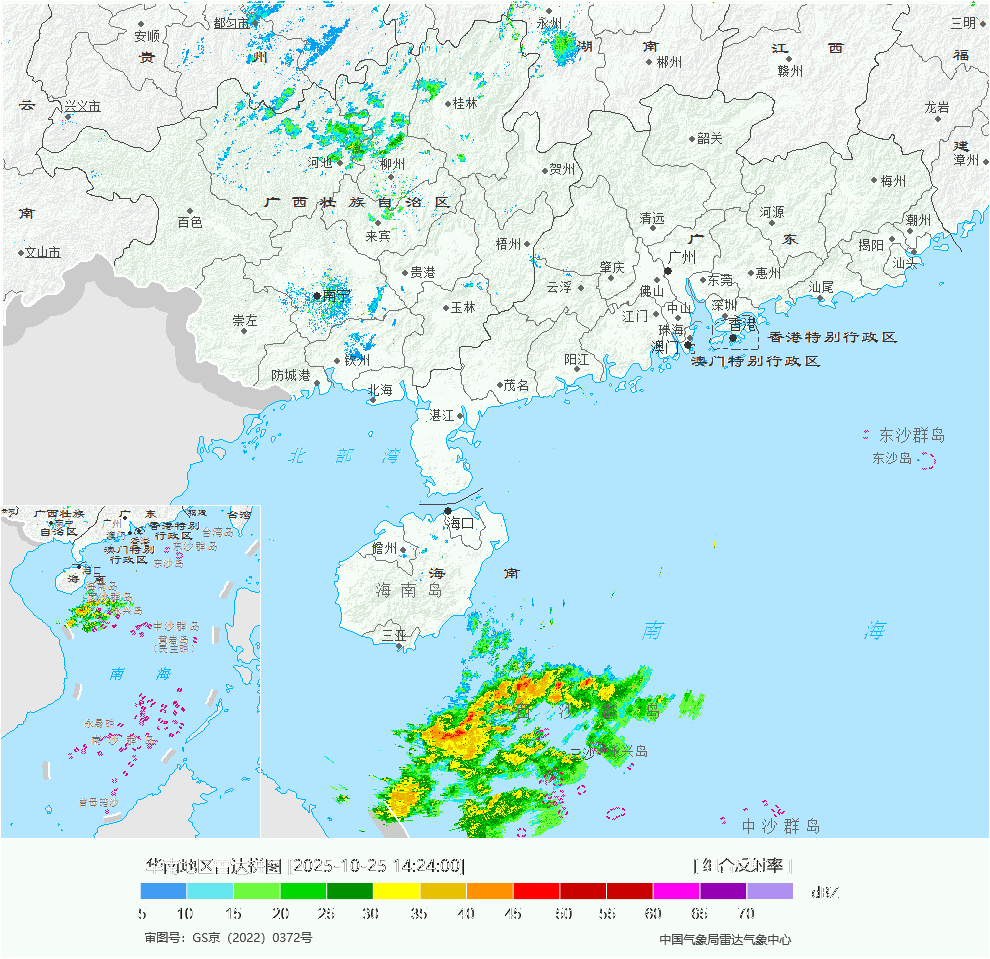 都匀市
永州
三明
安顺
贵
州
湖
南
江
西
福
郴州
赣州
云
兴义市
桂林
龙岩
建
河池
柳州
韶关
漳州
贺州
梅州
广 西 壮 族 自 治 区
南
百色
来宾
清远
河源
潮州
梧州
广
东
揭阳
文山市
广州
汕头
贵港
肇庆
东莞
惠州
云浮
佛山
汕尾
南宁
玉林
江门
中山
深圳
崇左
珠海
香港
香港特别行政区
钦州
澳门
澳门特别行政区
阳江
防城港
北海
茂名
湛江
东沙群岛
北 部 湾
东沙岛
海口
儋州
海
南
海 南 岛
三亚
南
海
永兴岛
中沙群岛
广西壮族
自治区
广
东
福建
台湾
广州
香港特别
行政区
台湾岛
东沙群岛
澳门特别
行政区
东沙岛
海
南
中沙群岛
黄岩岛
(民主礁)
南
海
永暑礁
南 沙 群 岛
曾母暗沙
华南地区雷达拼图 [2025-10-25 14:24:00]
[组合反射率]
dBZ
5 10 15 20 25 30 35 40 45 50 55 60 65 70
审图号：GS京（2022）0372号
中国气象局雷达气象中心